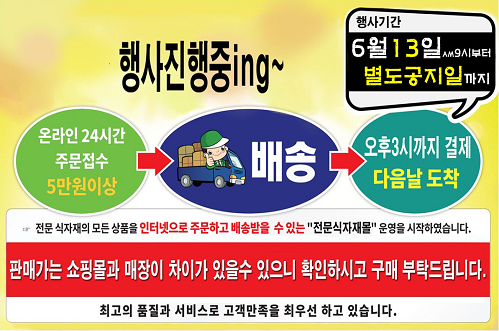 행사기간
6월13일AM9시부터
별도공지일까지
행사진행중ing~
온라인 24시간
주문접수
5만원이상
배송
오후3시까지 결제
다음날 도착
☞ 전문 식자재의 모든 상품을 인터넷으로 주문하고 배송받을 수 있는 "전문식자재몰" 운영을 시작하였습니다.
판매가는 쇼핑몰과 매장이 차이가 있을수 있으니 확인하시고 구매 부탁드립니다.
최고의 품질과 서비스로 고객만족을 최우선 하고 있습니다.